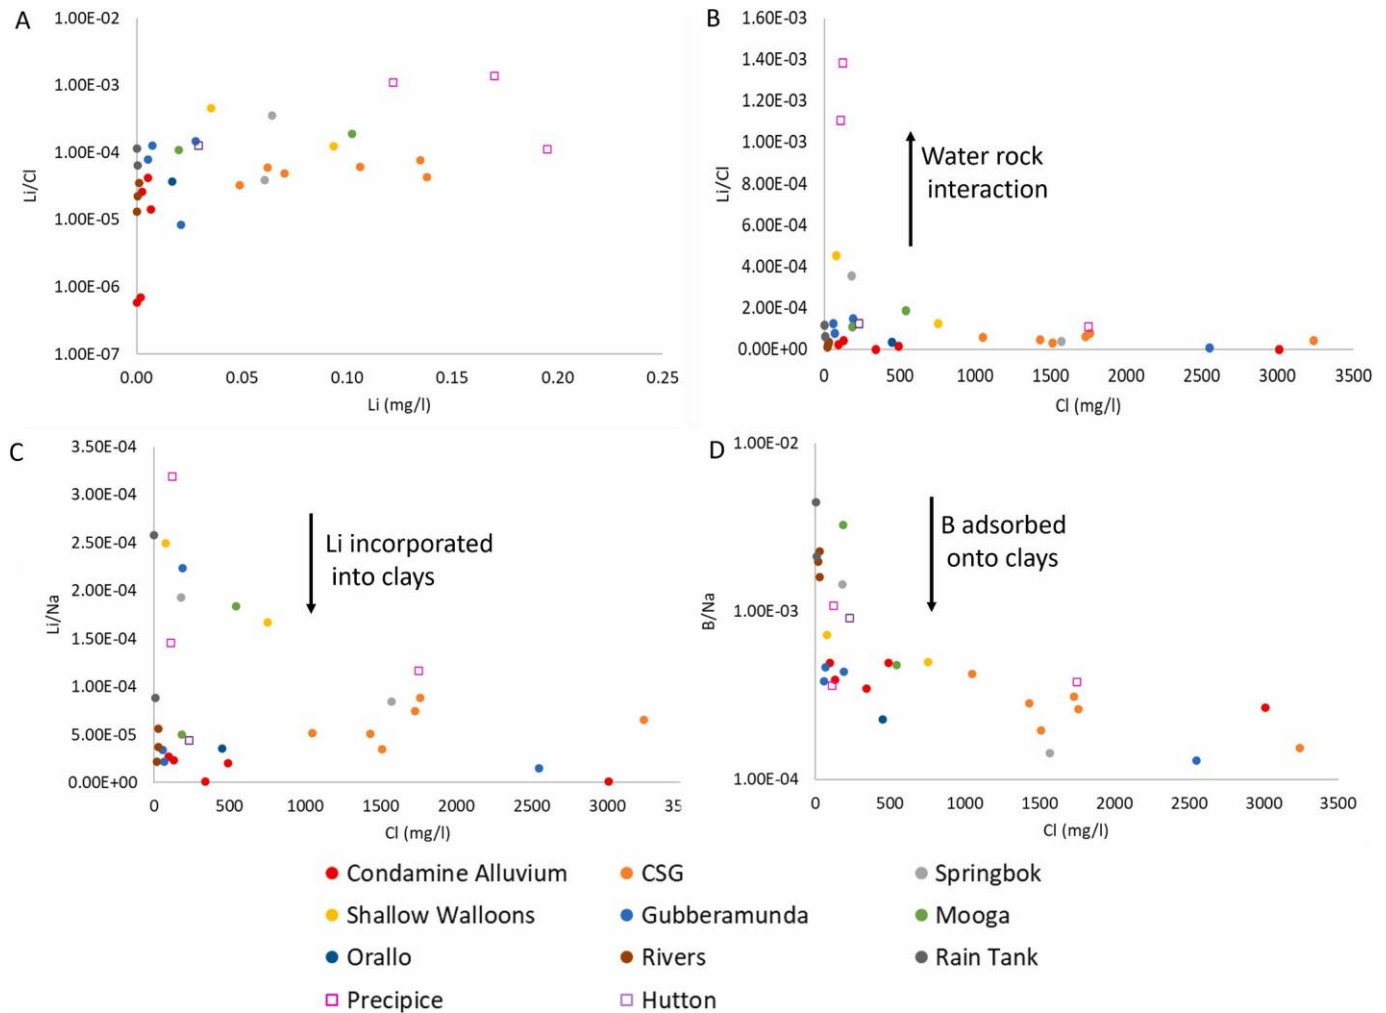 A
1.00E-02
1.00E-03
1.00E-04
1.00E-05
1.00E-06
1.00E-07
Li/Cl
0.00 0.05 0.10 0.15 0.20 0.25
Li (mg/l)
B
1.60E-03
1.40E-03
1.20E-03
1.00E-03
8.00E-04
6.00E-04
4.00E-04
2.00E-04
0.00E+00
Li/Cl
Water rock
interaction
0 500 1000 1500 2000 2500 3000 3500
Cl (mg/l)
C
3.50E-04
3.00E-04
2.50E-04
2.00E-04
1.50E-04
1.00E-04
5.00E-05
0.00E+00
Li/Na
Li incorporated
into clays
0 500 1000 1500 2000 2500 3000 35
Cl (mg/l)
D
1.00E-02
1.00E-03
1.00E-04
B/Na
B adsorbed
onto clays
0 500 1000 1500 2000 2500 3000 3500
Cl (mg/l)
Condamine Alluvium CSG Springbok
Shallow Walloons Gubberamunda Mooga
Orallo Rivers Rain Tank
Precipice Hutton